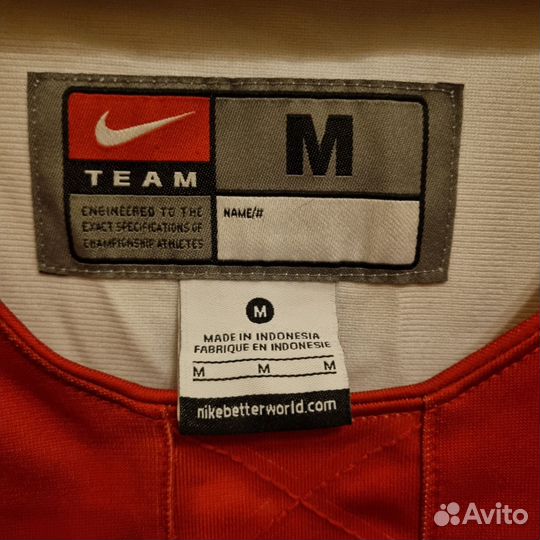 TEAM
M
ENGINEERED TO THE
EXACT SPECIFICATIONS OF
CHAMPIONSHIP ATHLETES
NAME/#
M
MADE IN INDONESIA
FABRIQUE EN INDONESIE
M M M
nikebetterworld.com
Avito